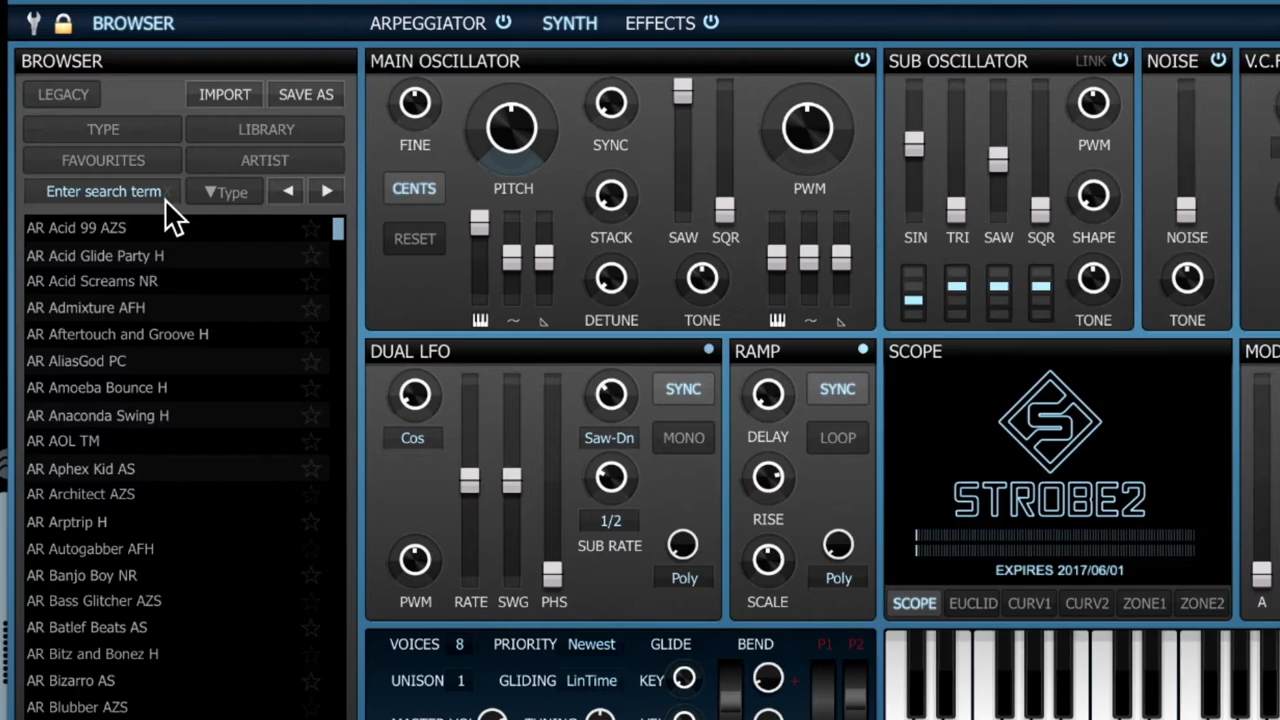 BROWSER
ARPEGGIATOR
SYNTH
EFFECTS
BROWSER
LEGACY
IMPORT
SAVE AS
TYPE
LIBRARY
FAVOURITES
ARTIST
Enter search term
▼Type
AR Acid 99 AZS
AR Acid Glide Party H
AR Acid Screams NR
AR Admixture AFH
AR Aftertouch and Groove H
AR AliasGod PC
AR Amoeba Bounce H
AR Anaconda Swing H
AR AOL TM
AR Aphex Kid AS
AR Architect AZS
AR Arptrip H
AR Autogabber AFH
AR Banjo Boy NR
AR Bass Glitcher AZS
AR Batlef Beats AS
AR Bitz and Bonez H
AR Bizarro AS
AR Blubber AZS
MAIN OSCILLATOR
FINE
PITCH
SYNC
PWM
CENTS
RESET
STACK
SAW
SQR
DETUNE
TONE
SUB OSCILLATOR
LINK
PWM
SIN
TRI
SAW
SQR
SHAPE
TONE
NOISE
NOISE
TONE
V.C.F
DUAL LFO
Cos
Saw-Dn
SYNC
MONO
1/2
SUB RATE
Poly
PWM
RATE
SWG
PHS
RAMP
DELAY
SYNC
LOOP
RISE
Poly
SCALE
SCOPE
STROBE2
EXPIRES 2017/06/01
SCOPE
EUCLID
CURV1
CURV2
ZONE1
ZONE2
MOD
A
VOICES 8
PRIORITY Newest
GLIDE
BEND
P1
P2
UNISON 1
GLIDING LinTime
KEY